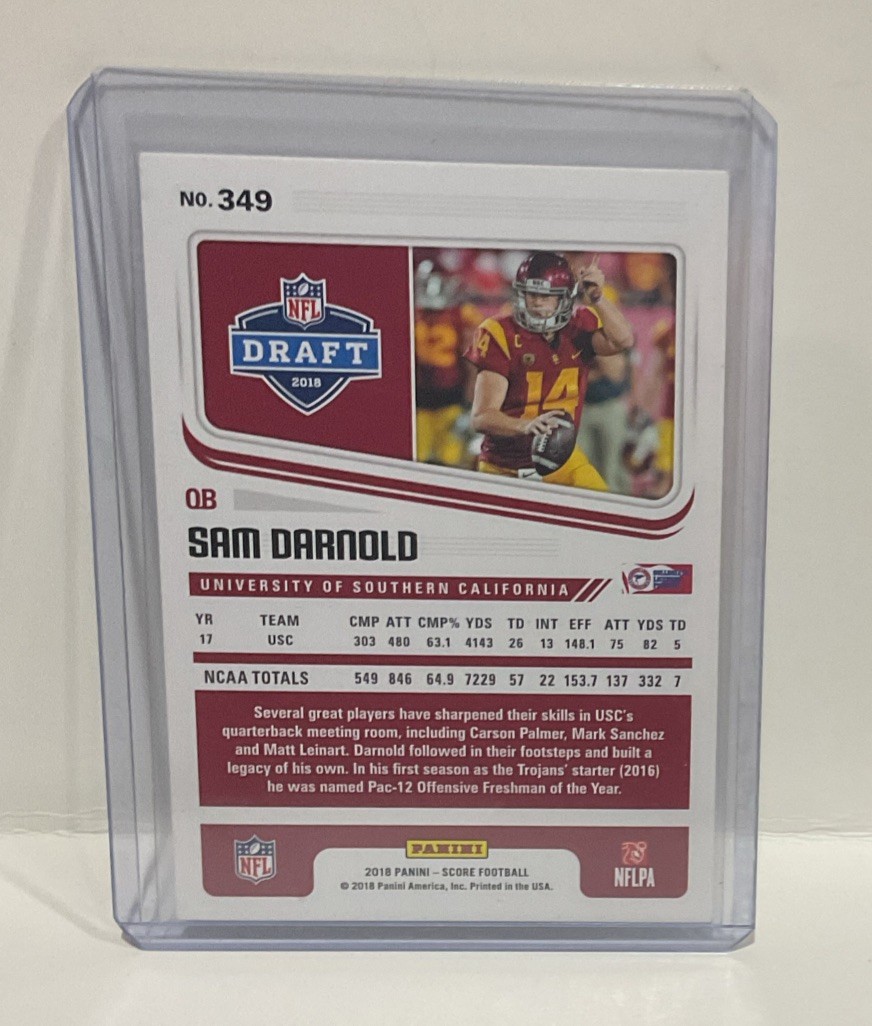 NO. 349
NFL
DRAFT
2018
C
14
14
QB
SAM DARNOLD
UNIVERSITY OF SOUTHERN CALIFORNIA
YR TEAM CMP ATT CMP% YDS TD INT EFF ATT YDS TD
17 USC 303 480 63.1 4143 26 13 148.1 75 82 5
NCAA TOTALS 549 846 64.9 7229 57 22 153.7 137 332 7
Several great players have sharpened their skills in USC's
quarterback meeting room, including Carson Palmer, Mark Sanchez
and Matt Leinart. Darnold followed in their footsteps and built a
legacy of his own. In his first season as the Trojans' starter (2016)
he was named Pac-12 Offensive Freshman of the Year.
NFL
PANINI
2018 PANINI – SCORE FOOTBALL
© 2018 Panini America, Inc. Printed in the USA.
NFLPA